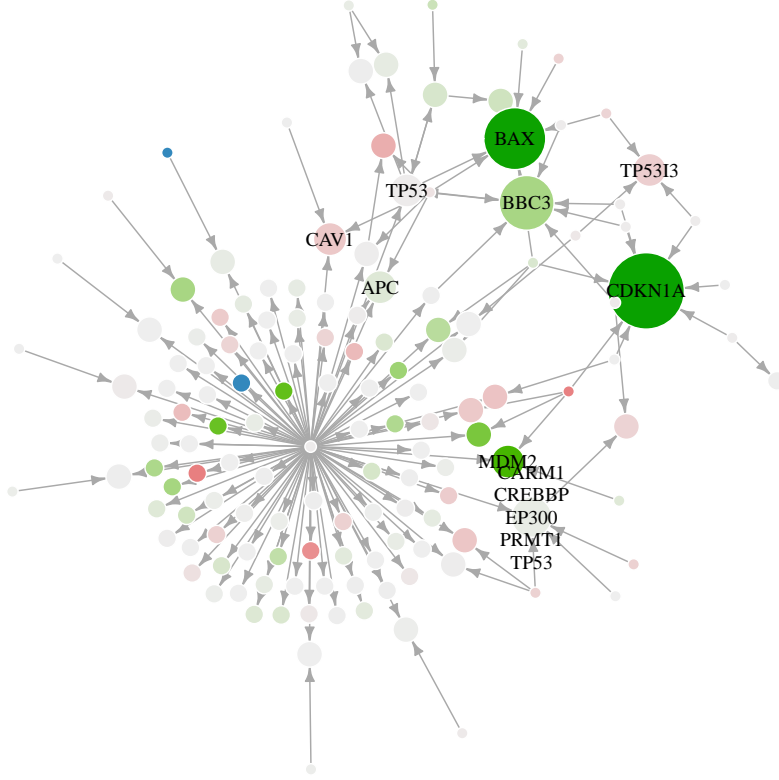 BAX
TP53I3
TP53
BBC3
CAV1
APC
CDKN1A
MDM2
CARM1
CREBBP
EP300
PRMT1
TP53